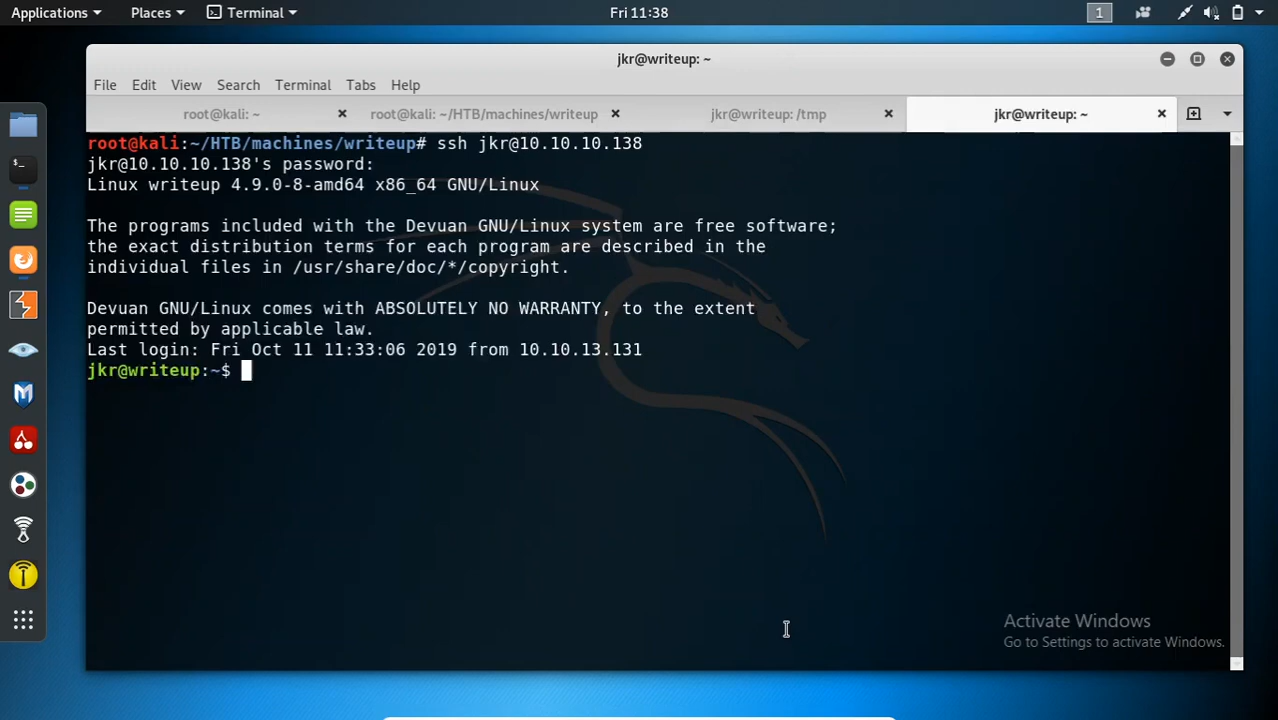 Applications Places Terminal Fri 11:38 1
jkr@writeup: ~
File Edit View Search Terminal Tabs Help
root@kali: ~ root@kali: ~/HTB/machines/writeup jkr@writeup: /tmp jkr@writeup: ~
root@kali:~/HTB/machines/writeup# ssh jkr@10.10.10.138
jkr@10.10.10.138's password:
Linux writeup 4.9.0-8-amd64 x86_64 GNU/Linux
The programs included with the Devuan GNU/Linux system are free software;
the exact distribution terms for each program are described in the
individual files in /usr/share/doc/*/copyright.
Devuan GNU/Linux comes with ABSOLUTELY NO WARRANTY, to the extent
permitted by applicable law.
Last login: Fri Oct 11 11:33:06 2019 from 10.10.13.131
jkr@writeup:~$
Activate Windows
Go to Settings to activate Windows.